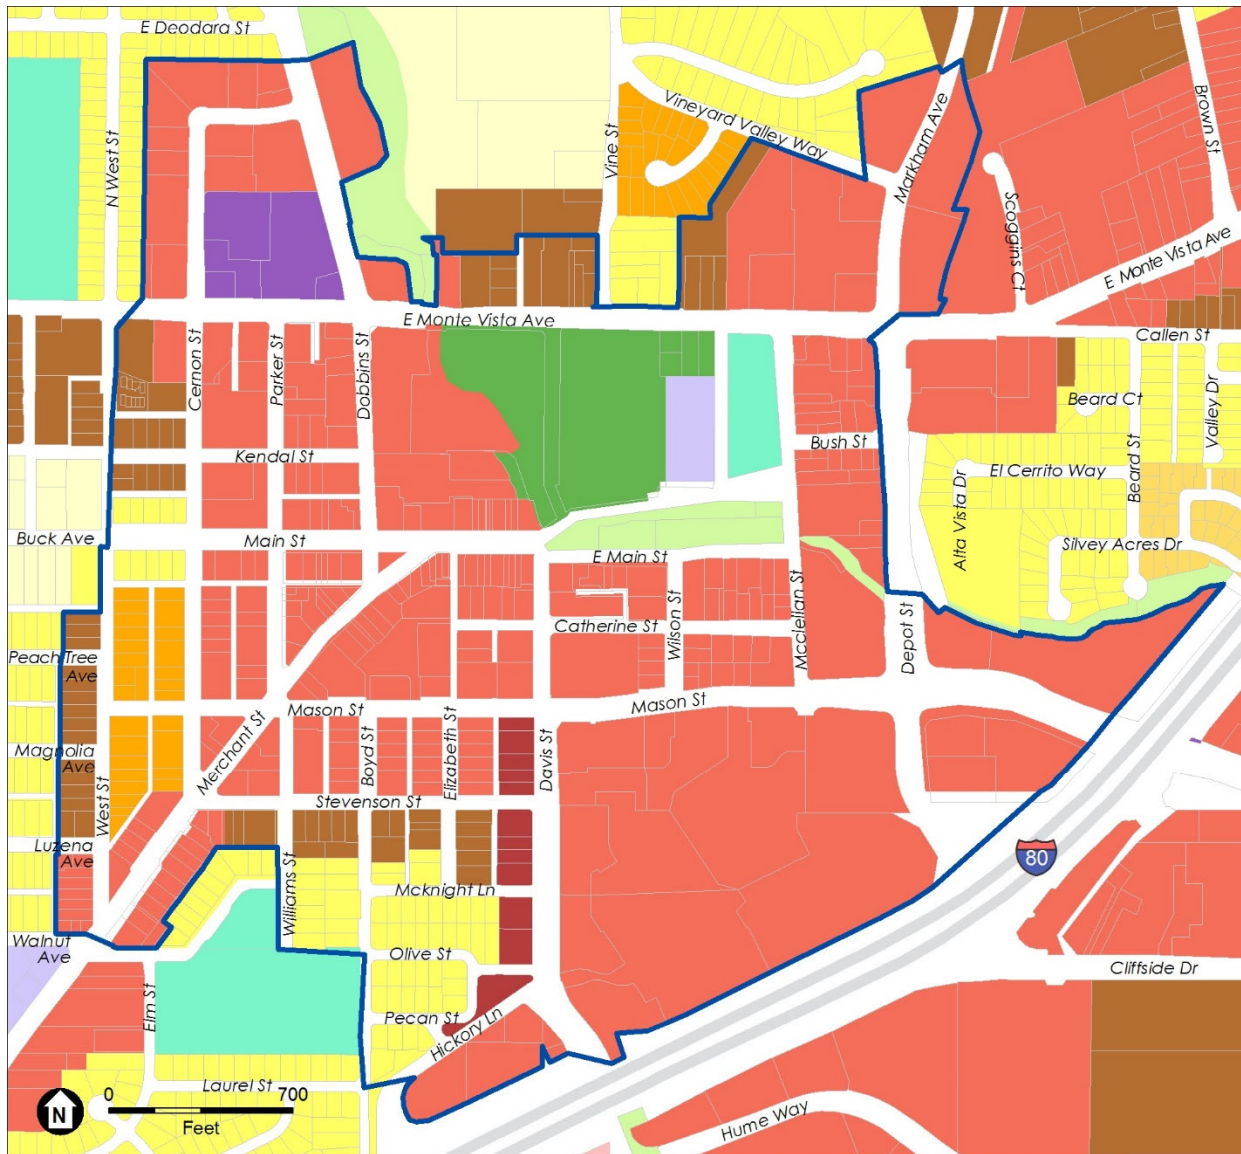 E Deodara St
N West St
Vine St
Vineyard Valley Way
Markham Ave
Brown St
Scoggins Ct
E Monte Vista Ave
E Monte Vista Ave
Callen St
Cernon St
Parker St
Dobbins St
Beard Ct
Valley Dr
Kendal St
Bush St
El Cerrito Way
Beard St
Alta Vista Dr
Buck Ave
Main St
E Main St
Silvey Acres Dr
Catherine St
Wilson St
Mcclellan St
Depot St
Peach Tree
Ave
Mason St
Mason St
Merchant St
Boyd St
Elizabeth St
Davis St
Magnolia
Ave
West St
Stevenson St
Luzena
Ave
80
Williams St
Mcknight Ln
Walnut
Ave
Olive St
Cliffside Dr
Elm St
Pecan St
Hickory Ln
Laurel St
Hume Way
N
0
700
Feet